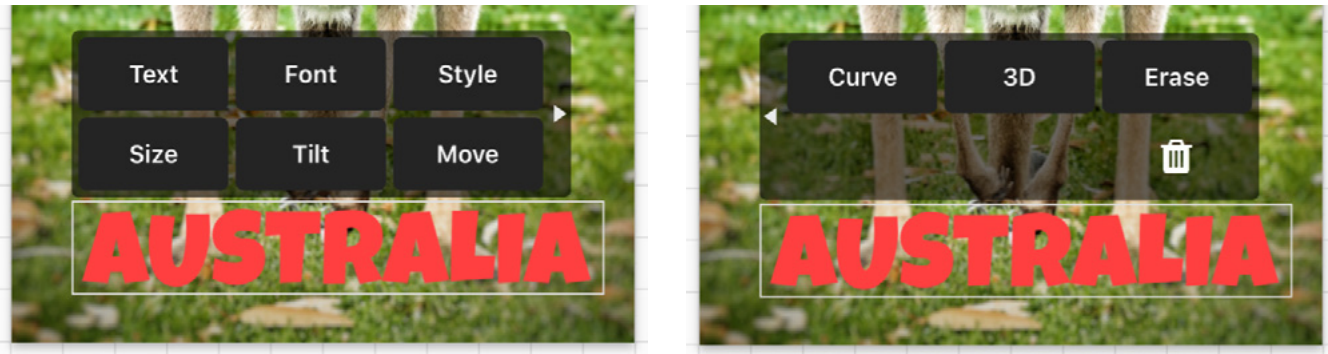 Text Font Style
Size Tilt Move
AUSTRALIA
Curve 3D Erase
AUSTRALIA